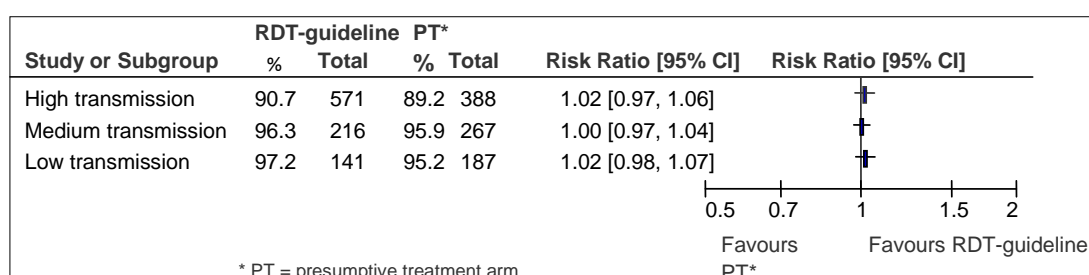 RDT-guideline PT*
Study or Subgroup % Total % Total Risk Ratio [95% CI] Risk Ratio [95% CI]
High transmission 90.7 571 89.2 388 1.02 [0.97, 1.06]
Medium transmission 96.3 216 95.9 267 1.00 [0.97, 1.04]
Low transmission 97.2 141 95.2 187 1.02 [0.98, 1.07]
0.5 0.7 1 1.5 2
Favours Favours RDT-guideline
PT*
* PT = presumptive treatment arm